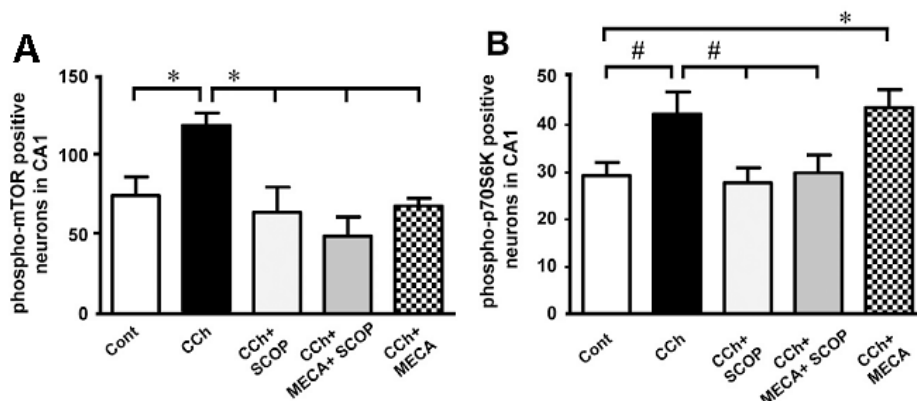 A
phospho-mTOR positive
neurons in CA1
150
100
50
0
*
*
Cont
CCh
CCh+
SCOP
CCh+
MECA+ SCOP
CCh+
MECA
B
phospho-p70S6K positive
neurons in CA1
50
40
30
20
10
0
*
#
#
Cont
CCh
CCh+
SCOP
CCh+
MECA+ SCOP
CCh+
MECA